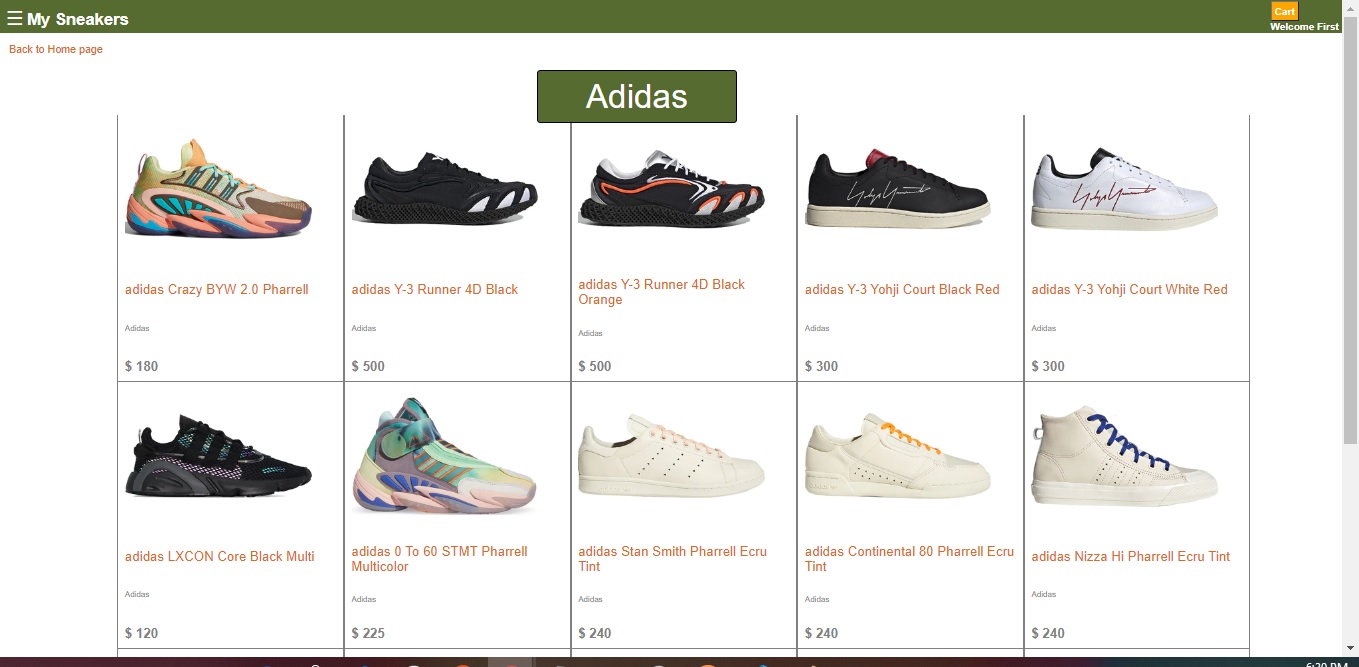 ☰ My Sneakers
Cart
Welcome First
Back to Home page
Adidas
adidas Crazy BYW 2.0 Pharrell
Adidas
$ 180
adidas Y-3 Runner 4D Black
Adidas
$ 500
adidas Y-3 Runner 4D Black
Orange
Adidas
$ 500
adidas Y-3 Yohji Court Black Red
Adidas
$ 300
adidas Y-3 Yohji Court White Red
Adidas
$ 300
adidas LXCON Core Black Multi
Adidas
$ 120
adidas 0 To 60 STMT Pharrell
Multicolor
Adidas
$ 225
adidas Stan Smith Pharrell Ecru
Tint
Adidas
$ 240
adidas Continental 80 Pharrell Ecru
Tint
Adidas
$ 240
adidas Nizza Hi Pharrell Ecru Tint
Adidas
$ 240